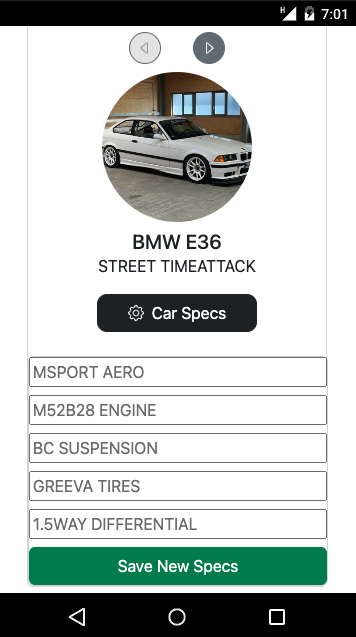 H 7:01
BMW E36
STREET TIMEATTACK
Car Specs
MSPORT AERO
M52B28 ENGINE
BC SUSPENSION
GREEVA TIRES
1.5WAY DIFFERENTIAL
Save New Specs